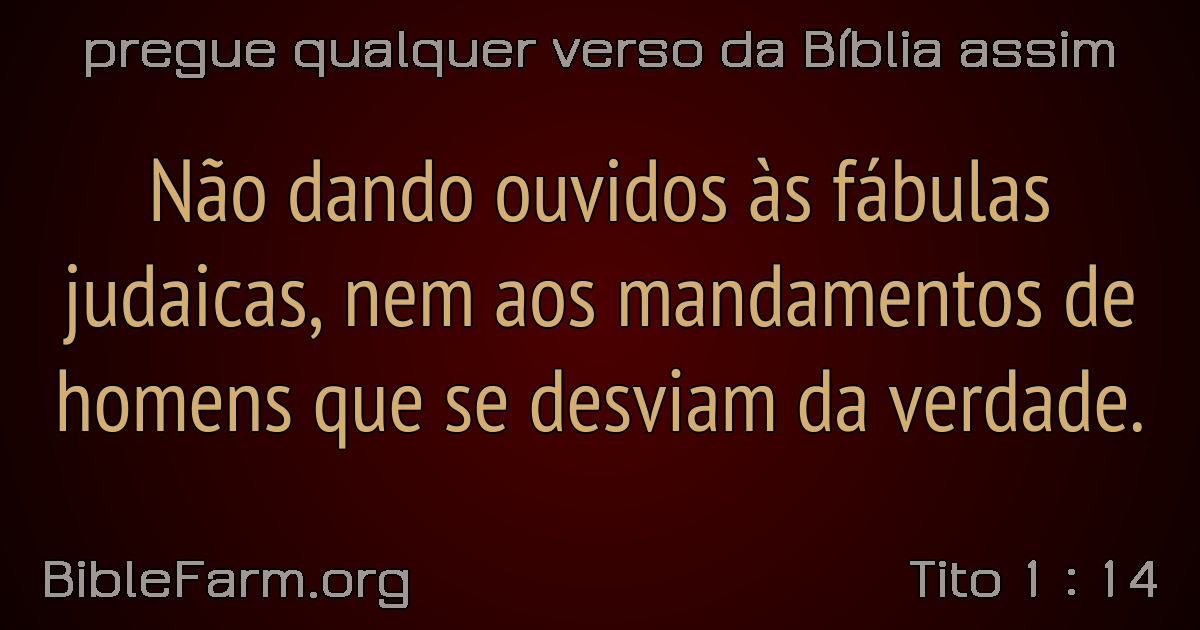 pregue qualquer verso da Bíblia assim
Não dando ouvidos às fábulas
judaicas, nem aos mandamentos de
homens que se desviam da verdade.
BibleFarm.org
Tito 1 : 14